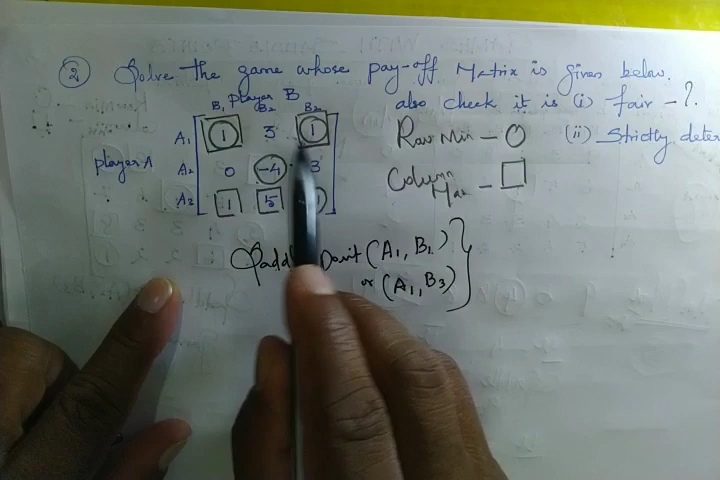 ② Solve the game whose pay-off Matrix is given below.
also check it is (i) fair - ?
(ii) Strictly deter
Player B
B₁ B₂ B₃
A₁ 1 3 1
Player A A₂ 0 -4 3
A₃ 1 5
Row Min - ○
Column Max - □
(A₁, B₁)
or (A₁, B₃)